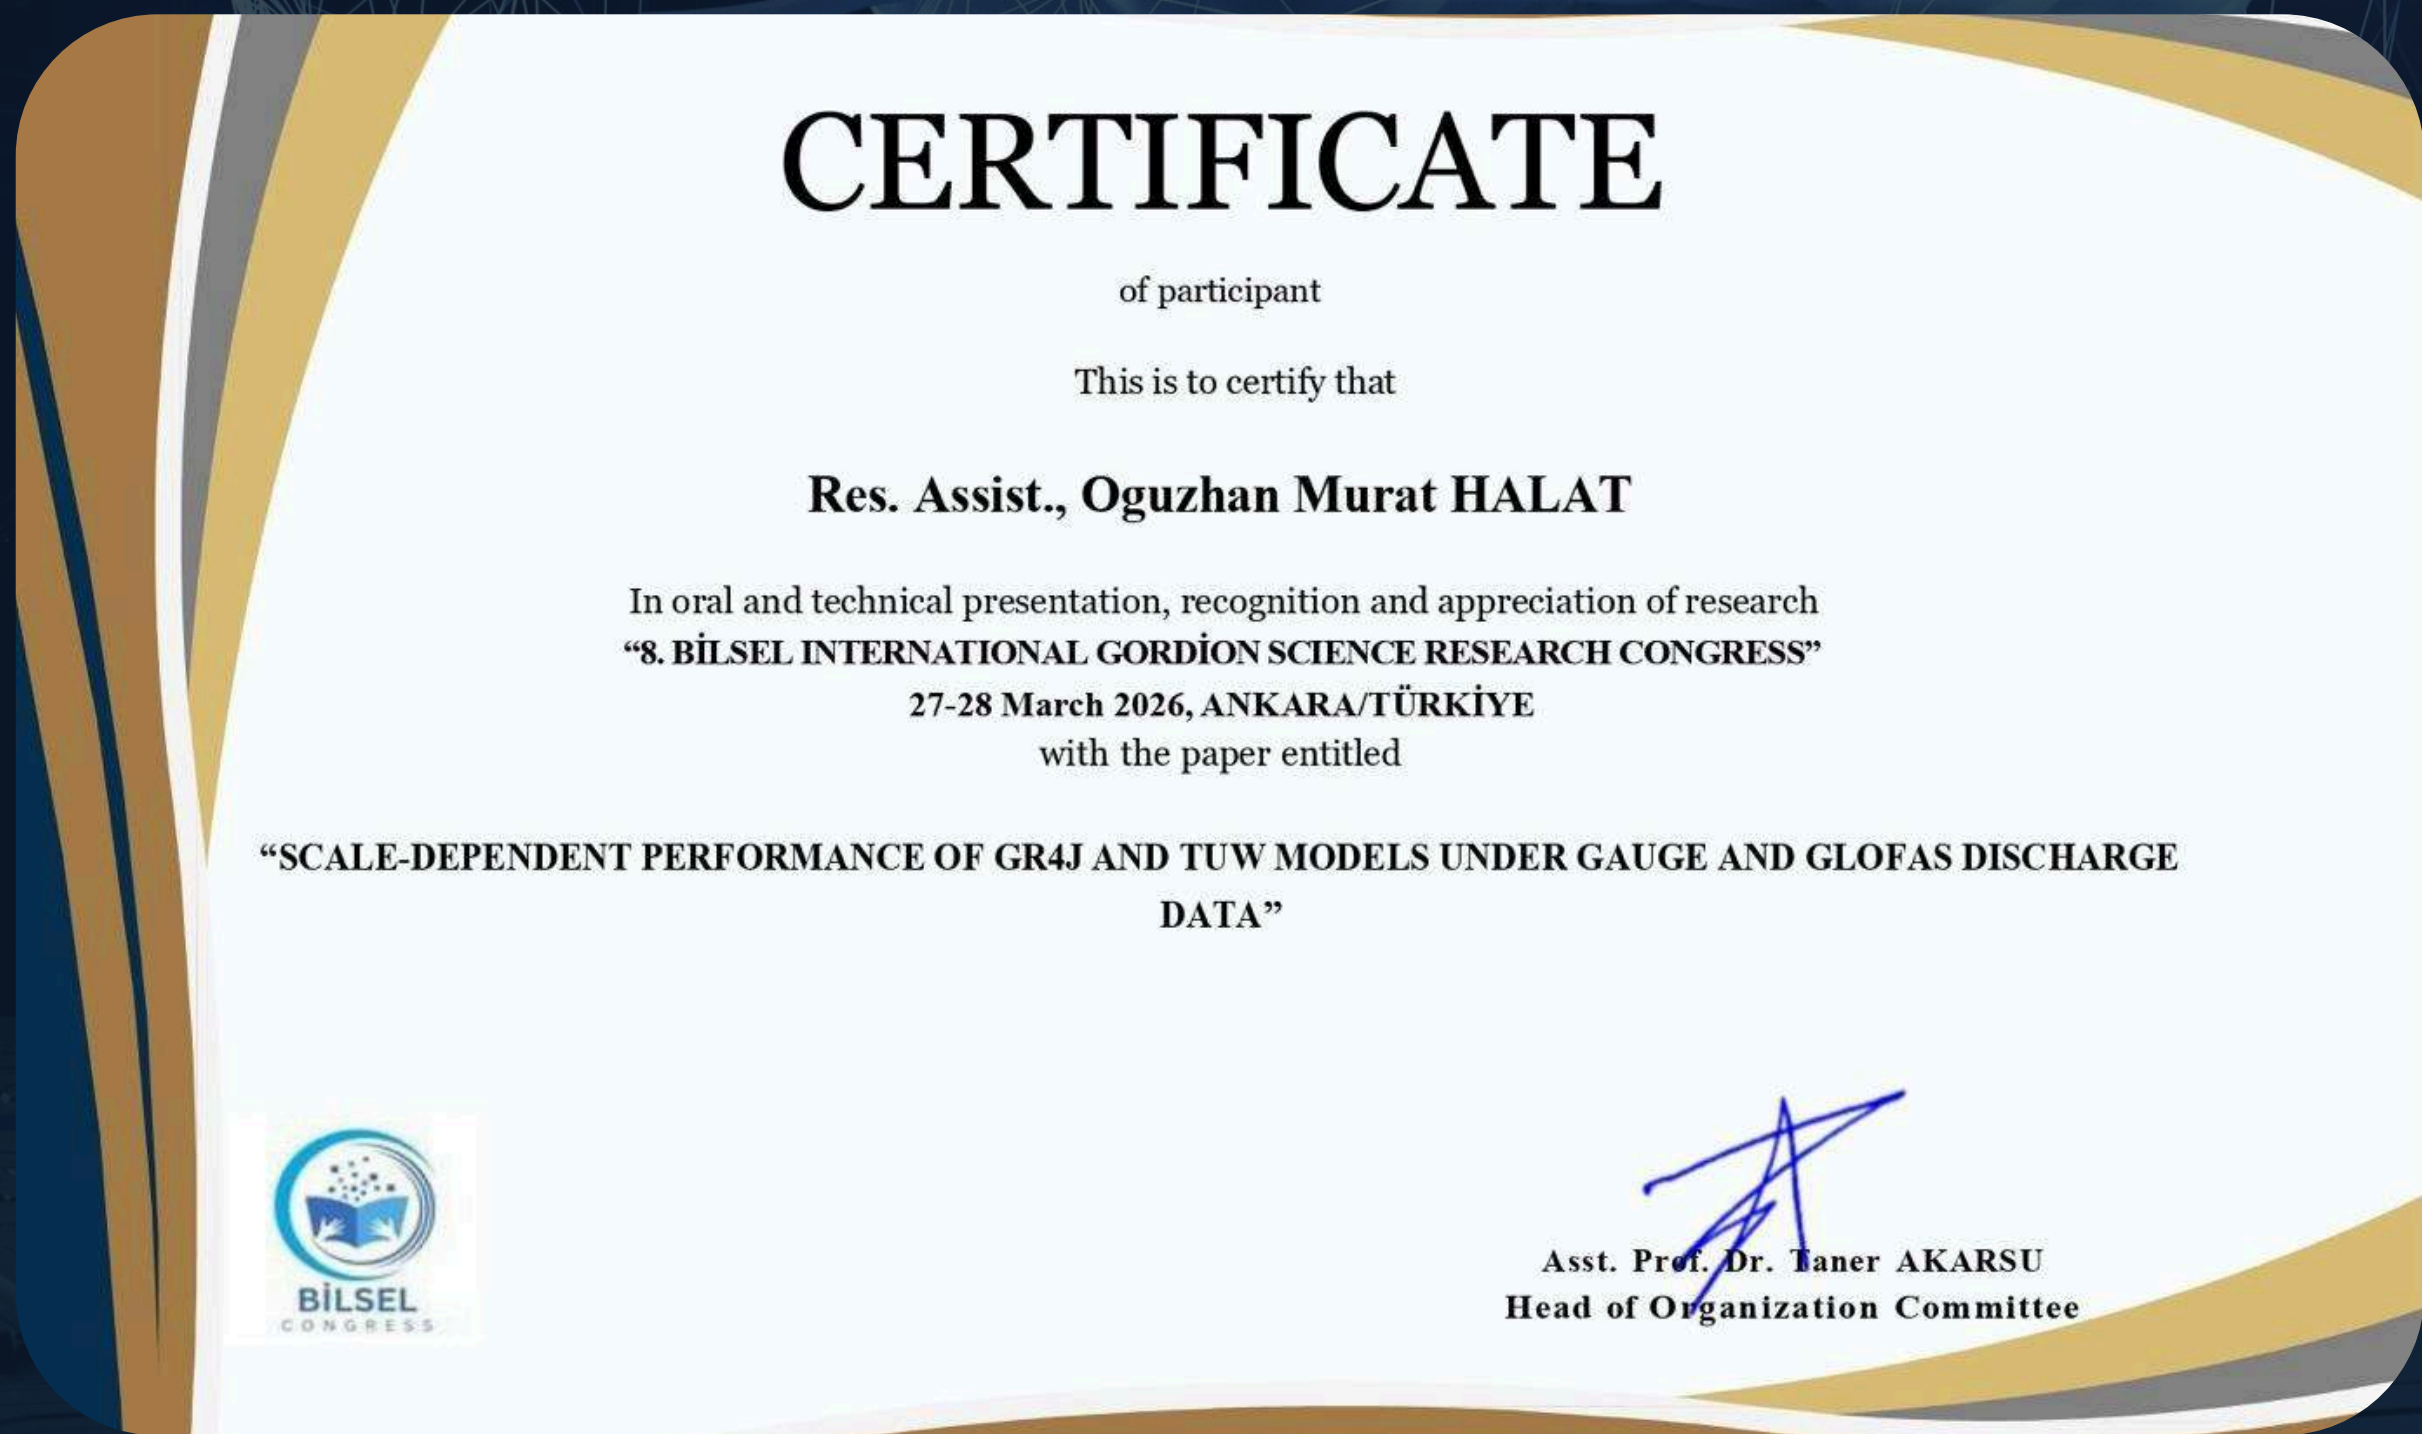 CERTIFICATE
of participant
This is to certify that
Res. Assist., Oguzhan Murat HALAT
In oral and technical presentation, recognition and appreciation of research
“8. BİLSEL INTERNATIONAL GORDİON SCIENCE RESEARCH CONGRESS”
27-28 March 2026, ANKARA/TÜRKİYE
with the paper entitled
“SCALE-DEPENDENT PERFORMANCE OF GR4J AND TUW MODELS UNDER GAUGE AND GLOFAS DISCHARGE
DATA”
BİLSEL
CONGRESS
Asst. Prof. Dr. Taner AKARSU
Head of Organization Committee